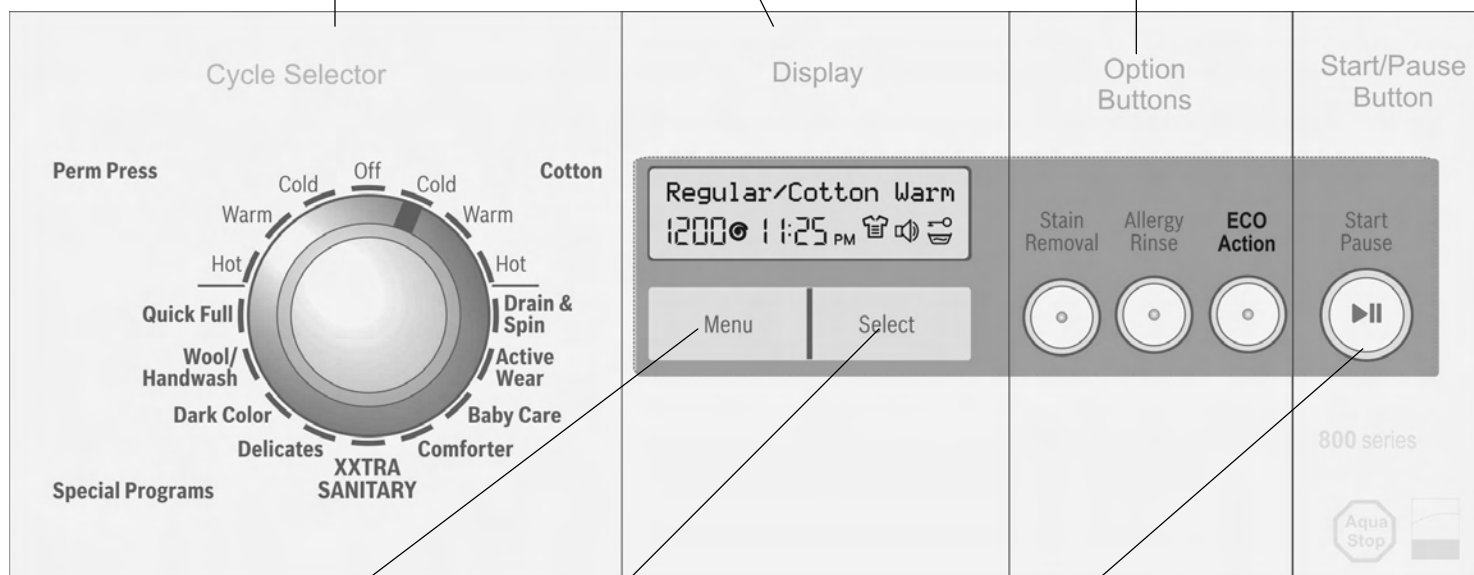 Cycle Selector
Display
Option
Buttons
Start/Pause
Button
Perm Press
Cotton
Off
Cold
Cold
Warm
Warm
Hot
Hot
Quick Full
Drain &
Spin
Wool/
Handwash
Active
Wear
Dark Color
Baby Care
Delicates
Comforter
XXTRA
SANITARY
Special Programs
Regular/Cotton Warm
1200 11:25 PM
Menu
Select
Stain
Removal
Allergy
Rinse
ECO
Action
Start
Pause
800 series
Aqua
Stop